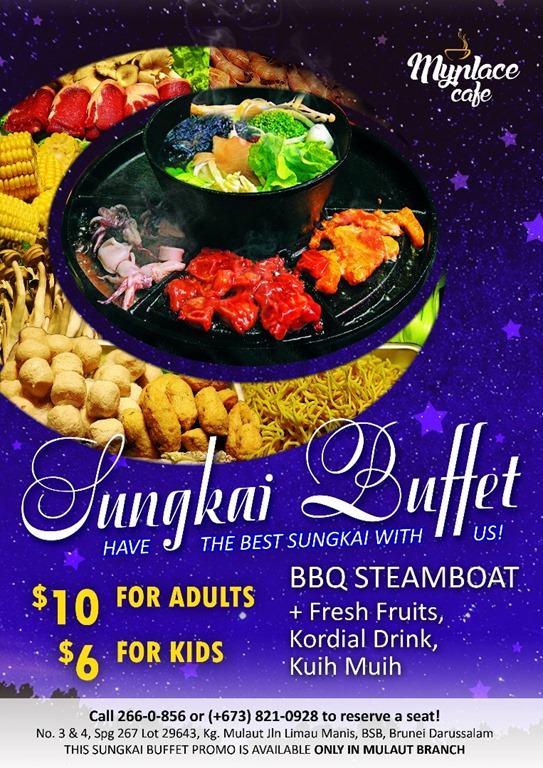 Mynlace
cafe
Sungkai Buffet
HAVE THE BEST SUNGKAI WITH US!
$10 FOR ADULTS
$6 FOR KIDS
BBQ STEAMBOAT
+ Fresh Fruits,
Kordial Drink,
Kuih Muih
Call 266-0-856 or (+673) 821-0928 to reserve a seat!
No. 3 & 4, Spg 267 Lot 29643, Kg. Mulaut Jln Limau Manis, BSB, Brunei Darussalam
THIS SUNGKAI BUFFET PROMO IS AVAILABLE ONLY IN MULAUT BRANCH